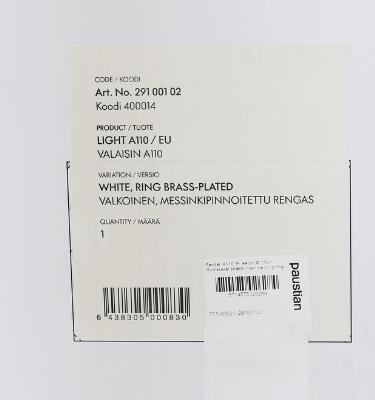 CODE / KOODI
Art. No. 291 001 02
Koodi 400014
PRODUCT / TUOTE
LIGHT A110 / EU
VALAISIN A110
VARIATION / VERSIO
WHITE, RING BRASS-PLATED
VALKOINEN, MESSINKIPINNOITETTU RENGAS
QUANTITY / MÄÄRÄ
1
6 438305 000830
paustian